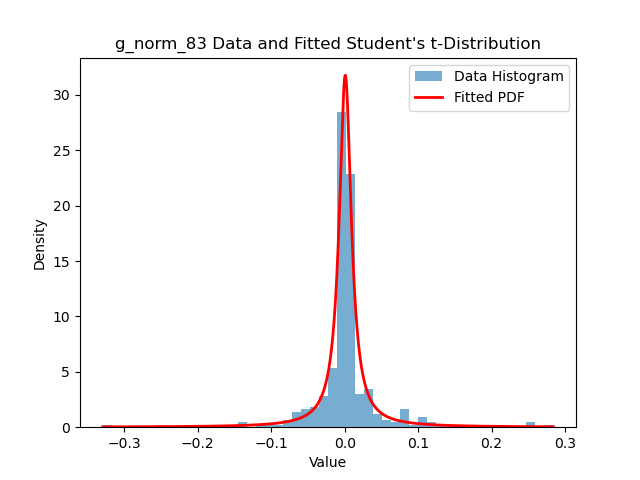 g_norm_83 Data and Fitted Student's t-Distribution
Data Histogram
Fitted PDF
Density
30
25
20
15
10
5
0
−0.3
−0.2
−0.1
0.0
0.1
0.2
0.3
Value